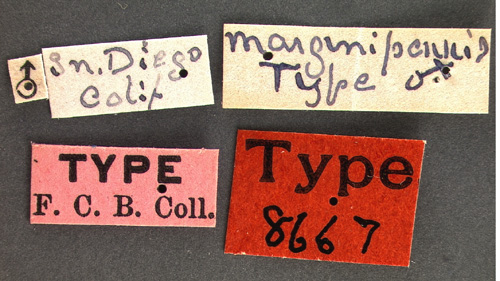 ♂
Sn. Diego
Calif
marginipennis
Type ♂
TYPE
F. C. B. Coll.
Type
8667